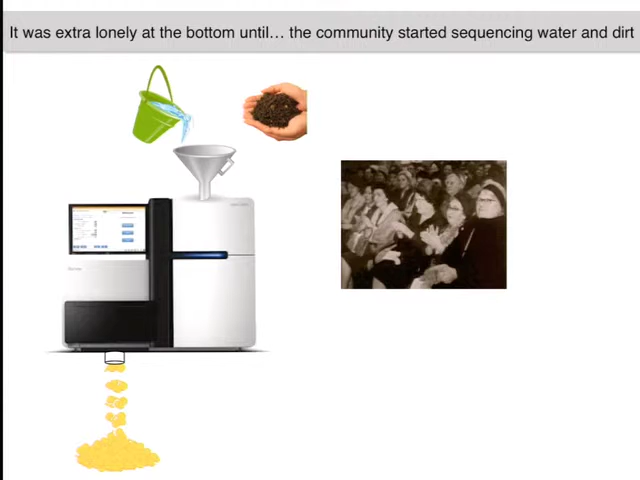 It was extra lonely at the bottom until… the community started sequencing water and dirt